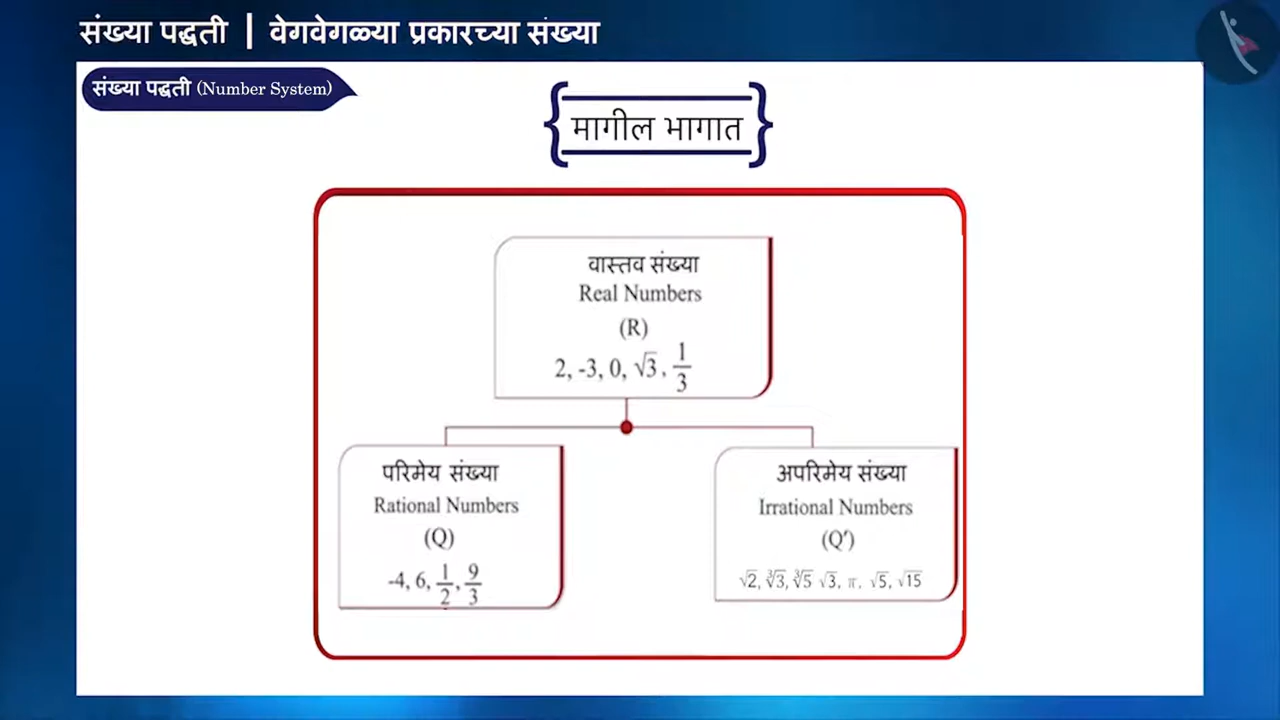 संख्या पद्धती | वेगवेगळ्या प्रकारच्या संख्या
संख्या पद्धती (Number System)
{मागील भागात}
वास्तव संख्या
Real Numbers
(R)
2, -3, 0, √3, 1/3
परिमेय संख्या
Rational Numbers
(Q)
-4, 6, 1/2, 9/3
अपरिमेय संख्या
Irrational Numbers
(Q′)
√2, ∛3, ∛5 √3, π, √5, √15